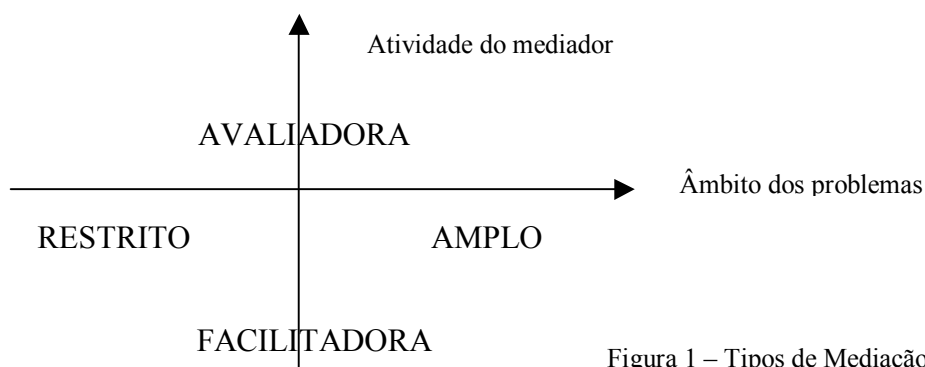 Atividade do mediador
AVALIADORA
Âmbito dos problemas
RESTRITO
AMPLO
FACILITADORA
Figura 1 – Tipos de Mediação